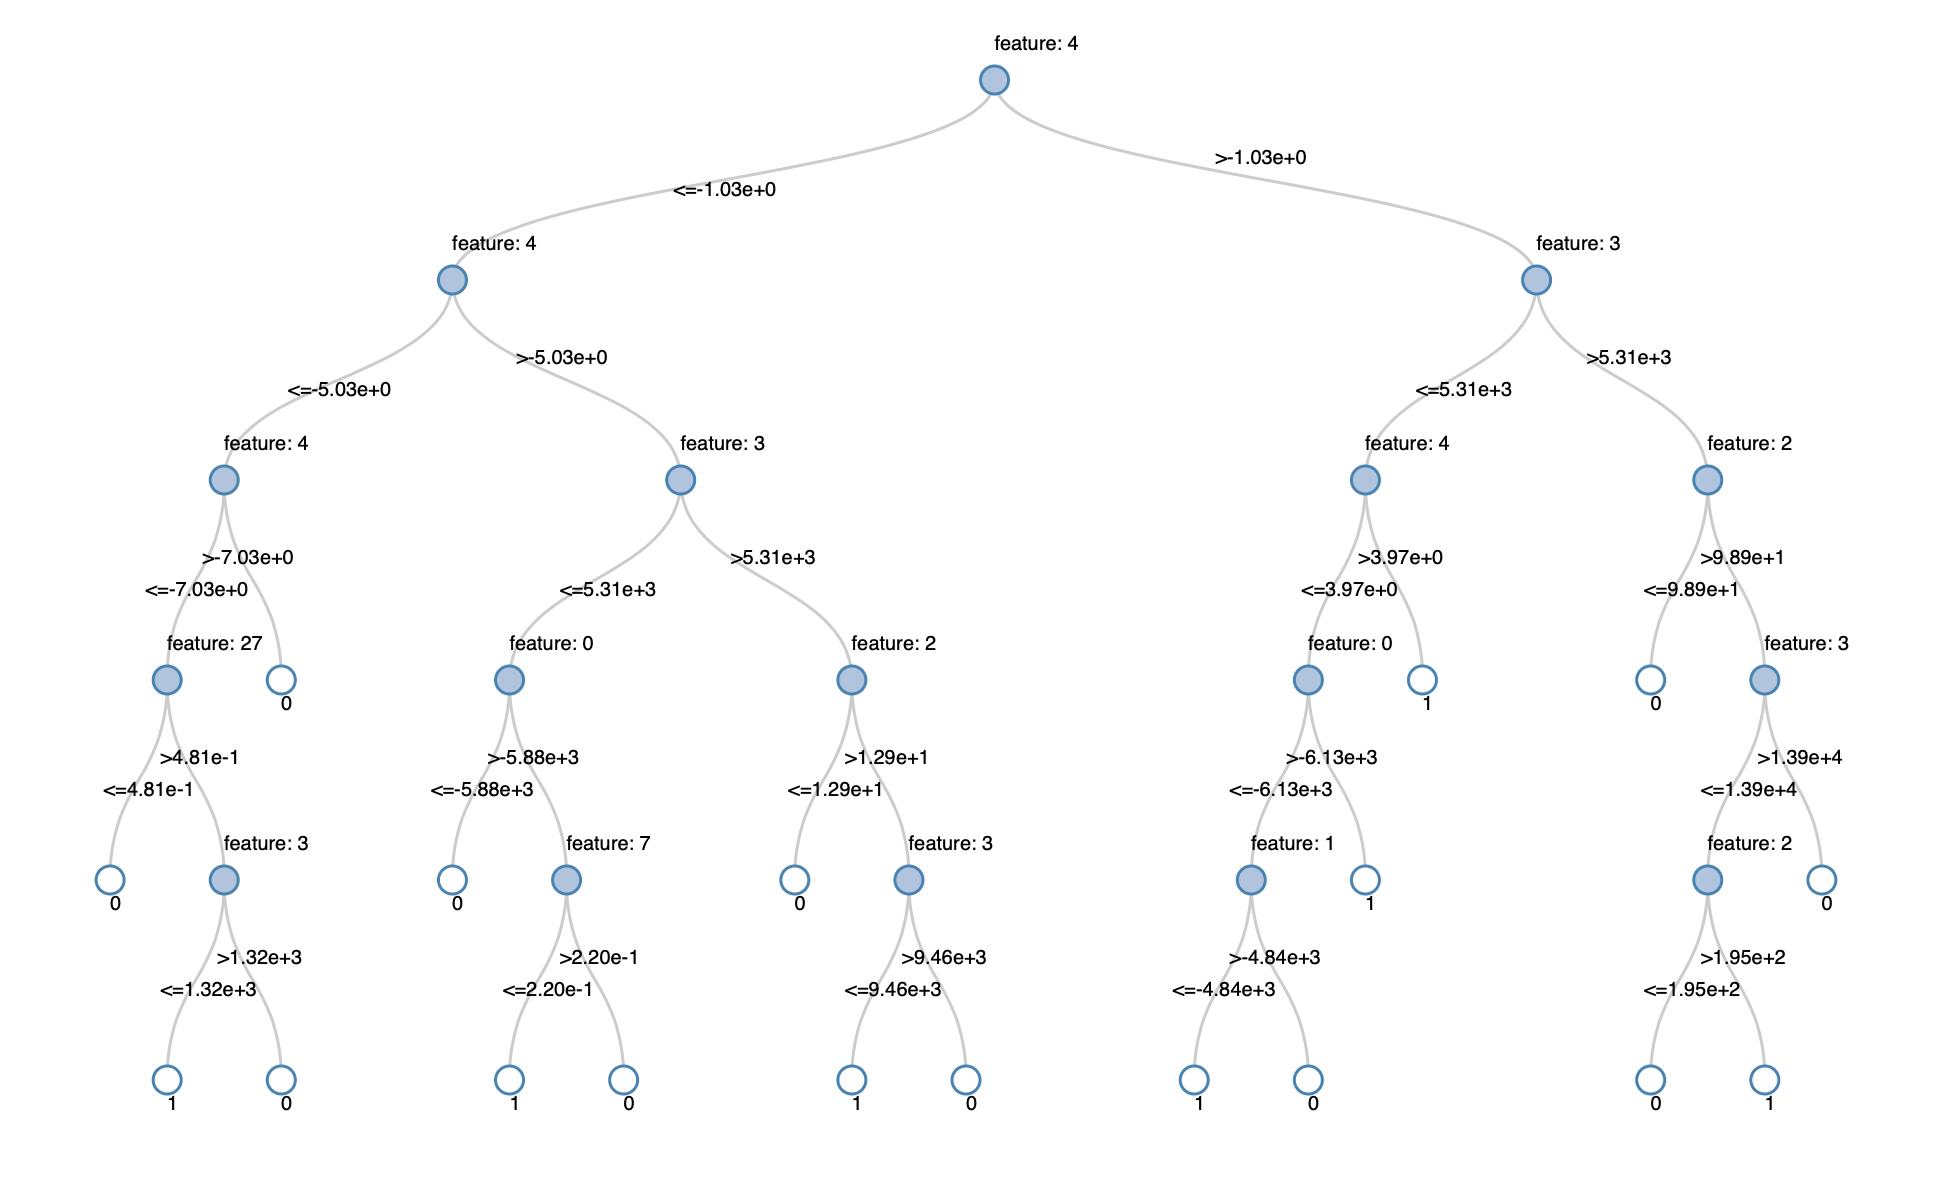 feature: 4
>-1.03e+0
<=-1.03e+0
feature: 4
feature: 3
>-5.03e+0
>5.31e+3
<=-5.03e+0
<=5.31e+3
feature: 4
feature: 3
feature: 4
feature: 2
>-7.03e+0
>5.31e+3
>3.97e+0
>9.89e+1
<=-7.03e+0
<=5.31e+3
<=3.97e+0
<=9.89e+1
feature: 27
feature: 0
feature: 2
feature: 0
feature: 3
0
1
0
>4.81e-1
>-5.88e+3
>1.29e+1
>-6.13e+3
>1.39e+4
<=4.81e-1
<=-5.88e+3
<=1.29e+1
<=-6.13e+3
<=1.39e+4
feature: 3
feature: 7
feature: 3
feature: 1
feature: 2
0
0
0
1
0
>1.32e+3
>2.20e-1
>9.46e+3
>-4.84e+3
>1.95e+2
<=1.32e+3
<=2.20e-1
<=9.46e+3
<=-4.84e+3
<=1.95e+2
1
0
1
0
1
0
1
0
0
1